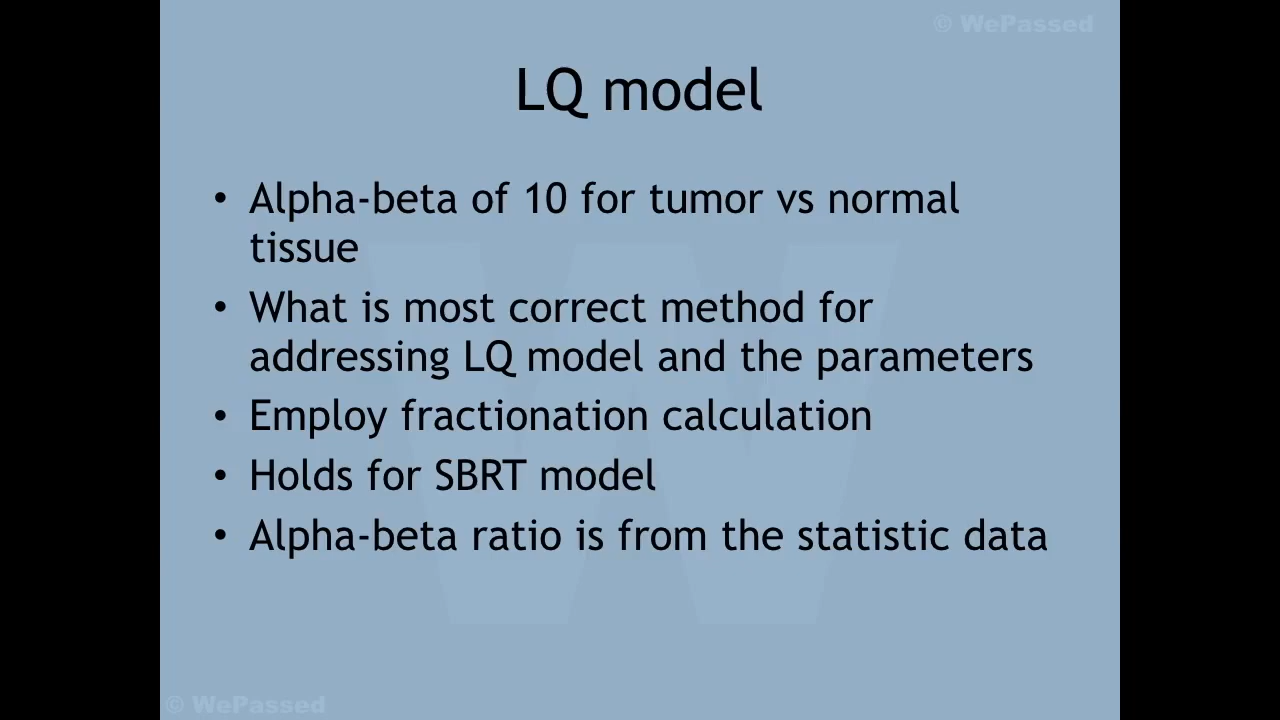 © WePassed
LQ model
• Alpha-beta of 10 for tumor vs normal
tissue
• What is most correct method for
addressing LQ model and the parameters
• Employ fractionation calculation
• Holds for SBRT model
• Alpha-beta ratio is from the statistic data
© WePassed